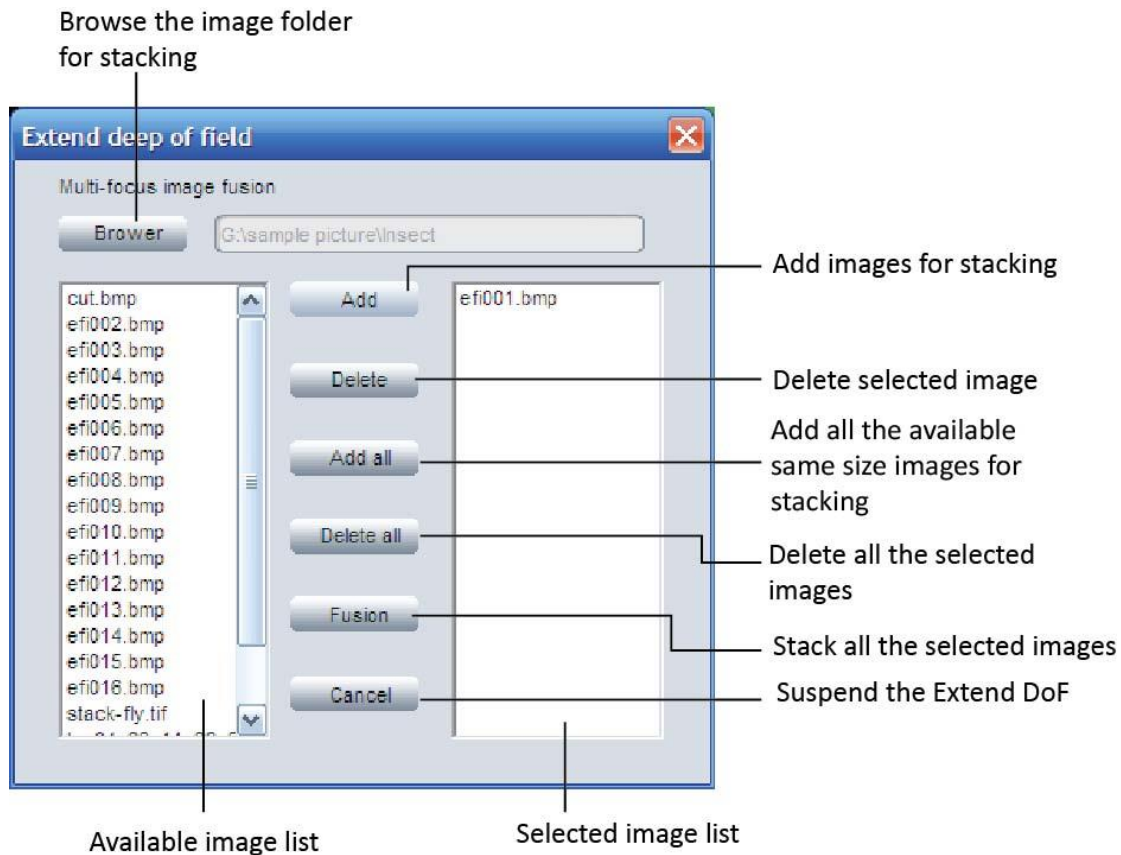 Browse the image folder
for stacking
Extend deep of field
Multi-focus image fusion
Brower
G:\sample picture\Insect
cut.bmp
efi002.bmp
efi003.bmp
efi004.bmp
efi005.bmp
efi006.bmp
efi007.bmp
efi008.bmp
efi009.bmp
efi010.bmp
efi011.bmp
efi012.bmp
efi013.bmp
efi014.bmp
efi015.bmp
efi016.bmp
stack-fly.tif
Add
Delete
Add all
Delete all
Fusion
Cancel
efi001.bmp
Add images for stacking
Delete selected image
Add all the available
same size images for
stacking
Delete all the selected
images
Stack all the selected images
Suspend the Extend DoF
Available image list
Selected image list